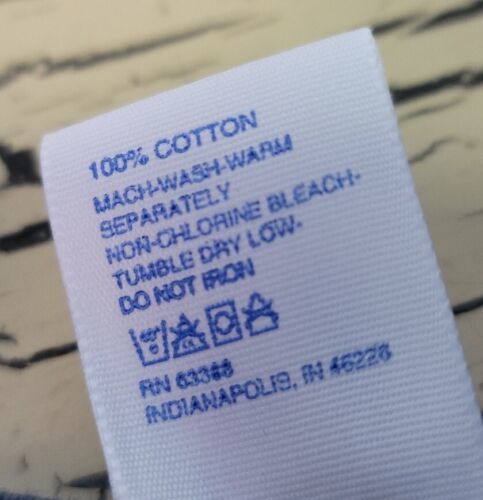 100% COTTON
MACH-WASH-WARM
SEPARATELY
NON-CHLORINE BLEACH-
TUMBLE DRY LOW-
DO NOT IRON
RN
INDIANAPOLIS, IN 46228